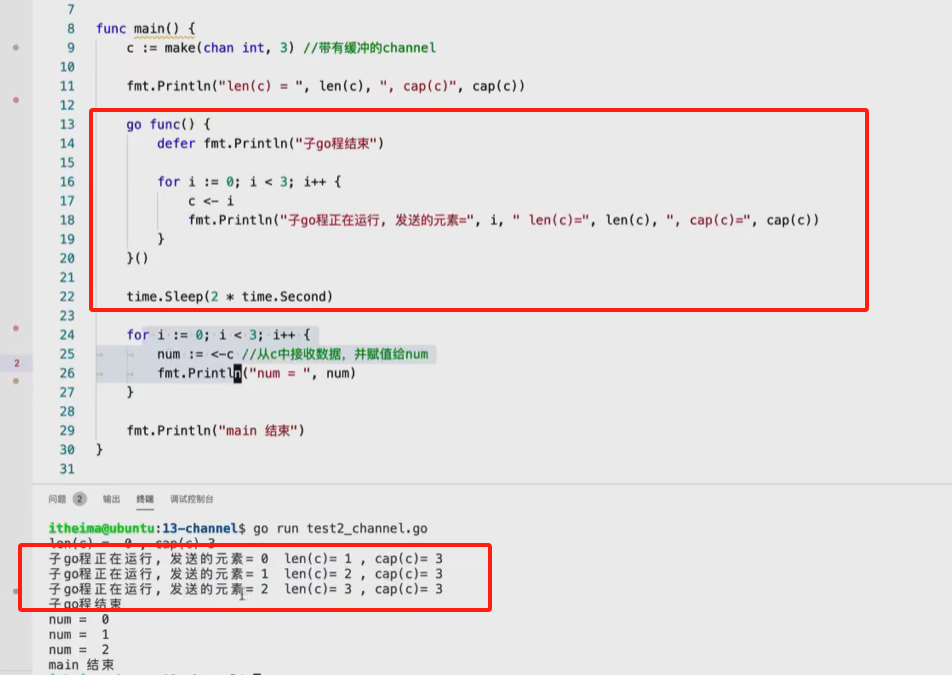 7
8 func main() {
9 c := make(chan int, 3) //带有缓冲的channel
10
11 fmt.Println("len(c) = ", len(c), ", cap(c)", cap(c))
12
13 go func() {
14 defer fmt.Println("子go程结束")
15
16 for i := 0; i < 3; i++ {
17 c <- i
18 fmt.Println("子go程正在运行, 发送的元素=", i, " len(c)=", len(c), ", cap(c)=", cap(c))
19 }
20 }()
21
22 time.Sleep(2 * time.Second)
23
24 for i := 0; i < 3; i++ {
2
25 num := <-c //从c中接收数据，并赋值给num
26 fmt.Println("num = ", num)
27 }
28
29 fmt.Println("main 结束")
30 }
31
问题 2 输出 终端 调试控制台
itheima@ubuntu:13-channel$ go run test2_channel.go
len(c) =  0 , cap(c) 3
子go程正在运行, 发送的元素= 0  len(c)= 1 , cap(c)= 3
子go程正在运行, 发送的元素= 1  len(c)= 2 , cap(c)= 3
子go程正在运行, 发送的元素= 2  len(c)= 3 , cap(c)= 3
子go程结束
num =  0
num =  1
num =  2
main 结束